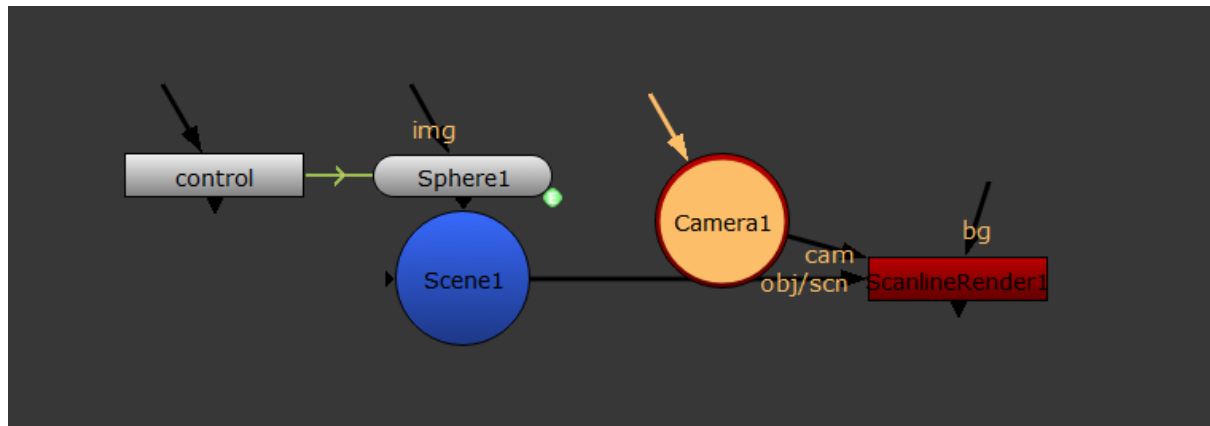 img
control
Sphere1
E
Camera1
bg
cam
Scene1
obj/scn
ScanlineRender1